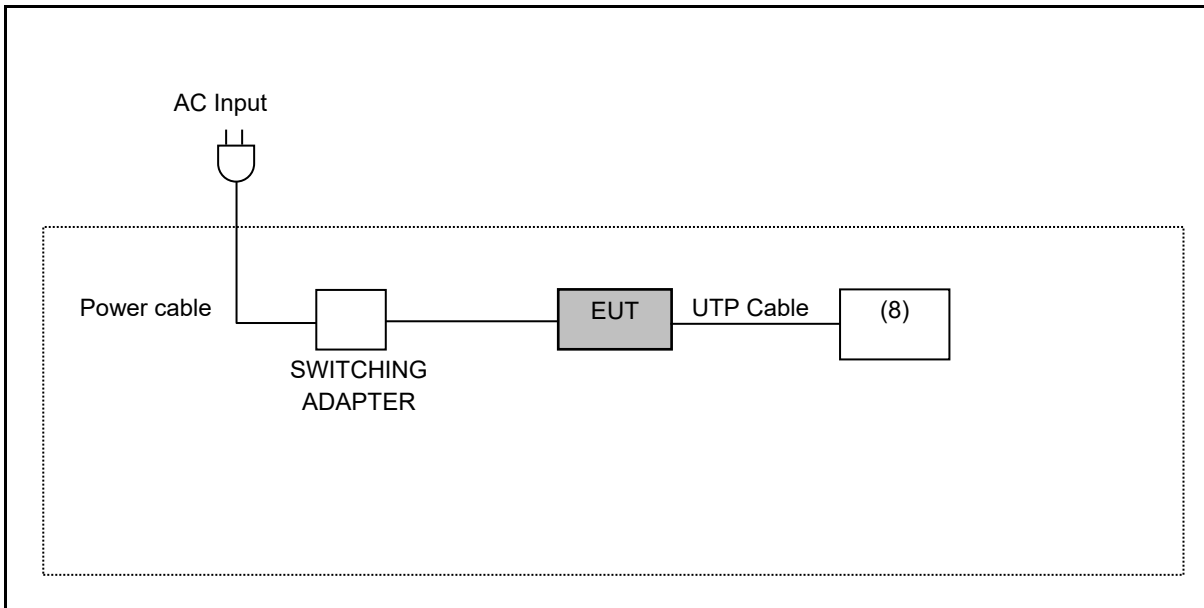 AC Input
Power cable
SWITCHING
ADAPTER
EUT
UTP Cable
(8)